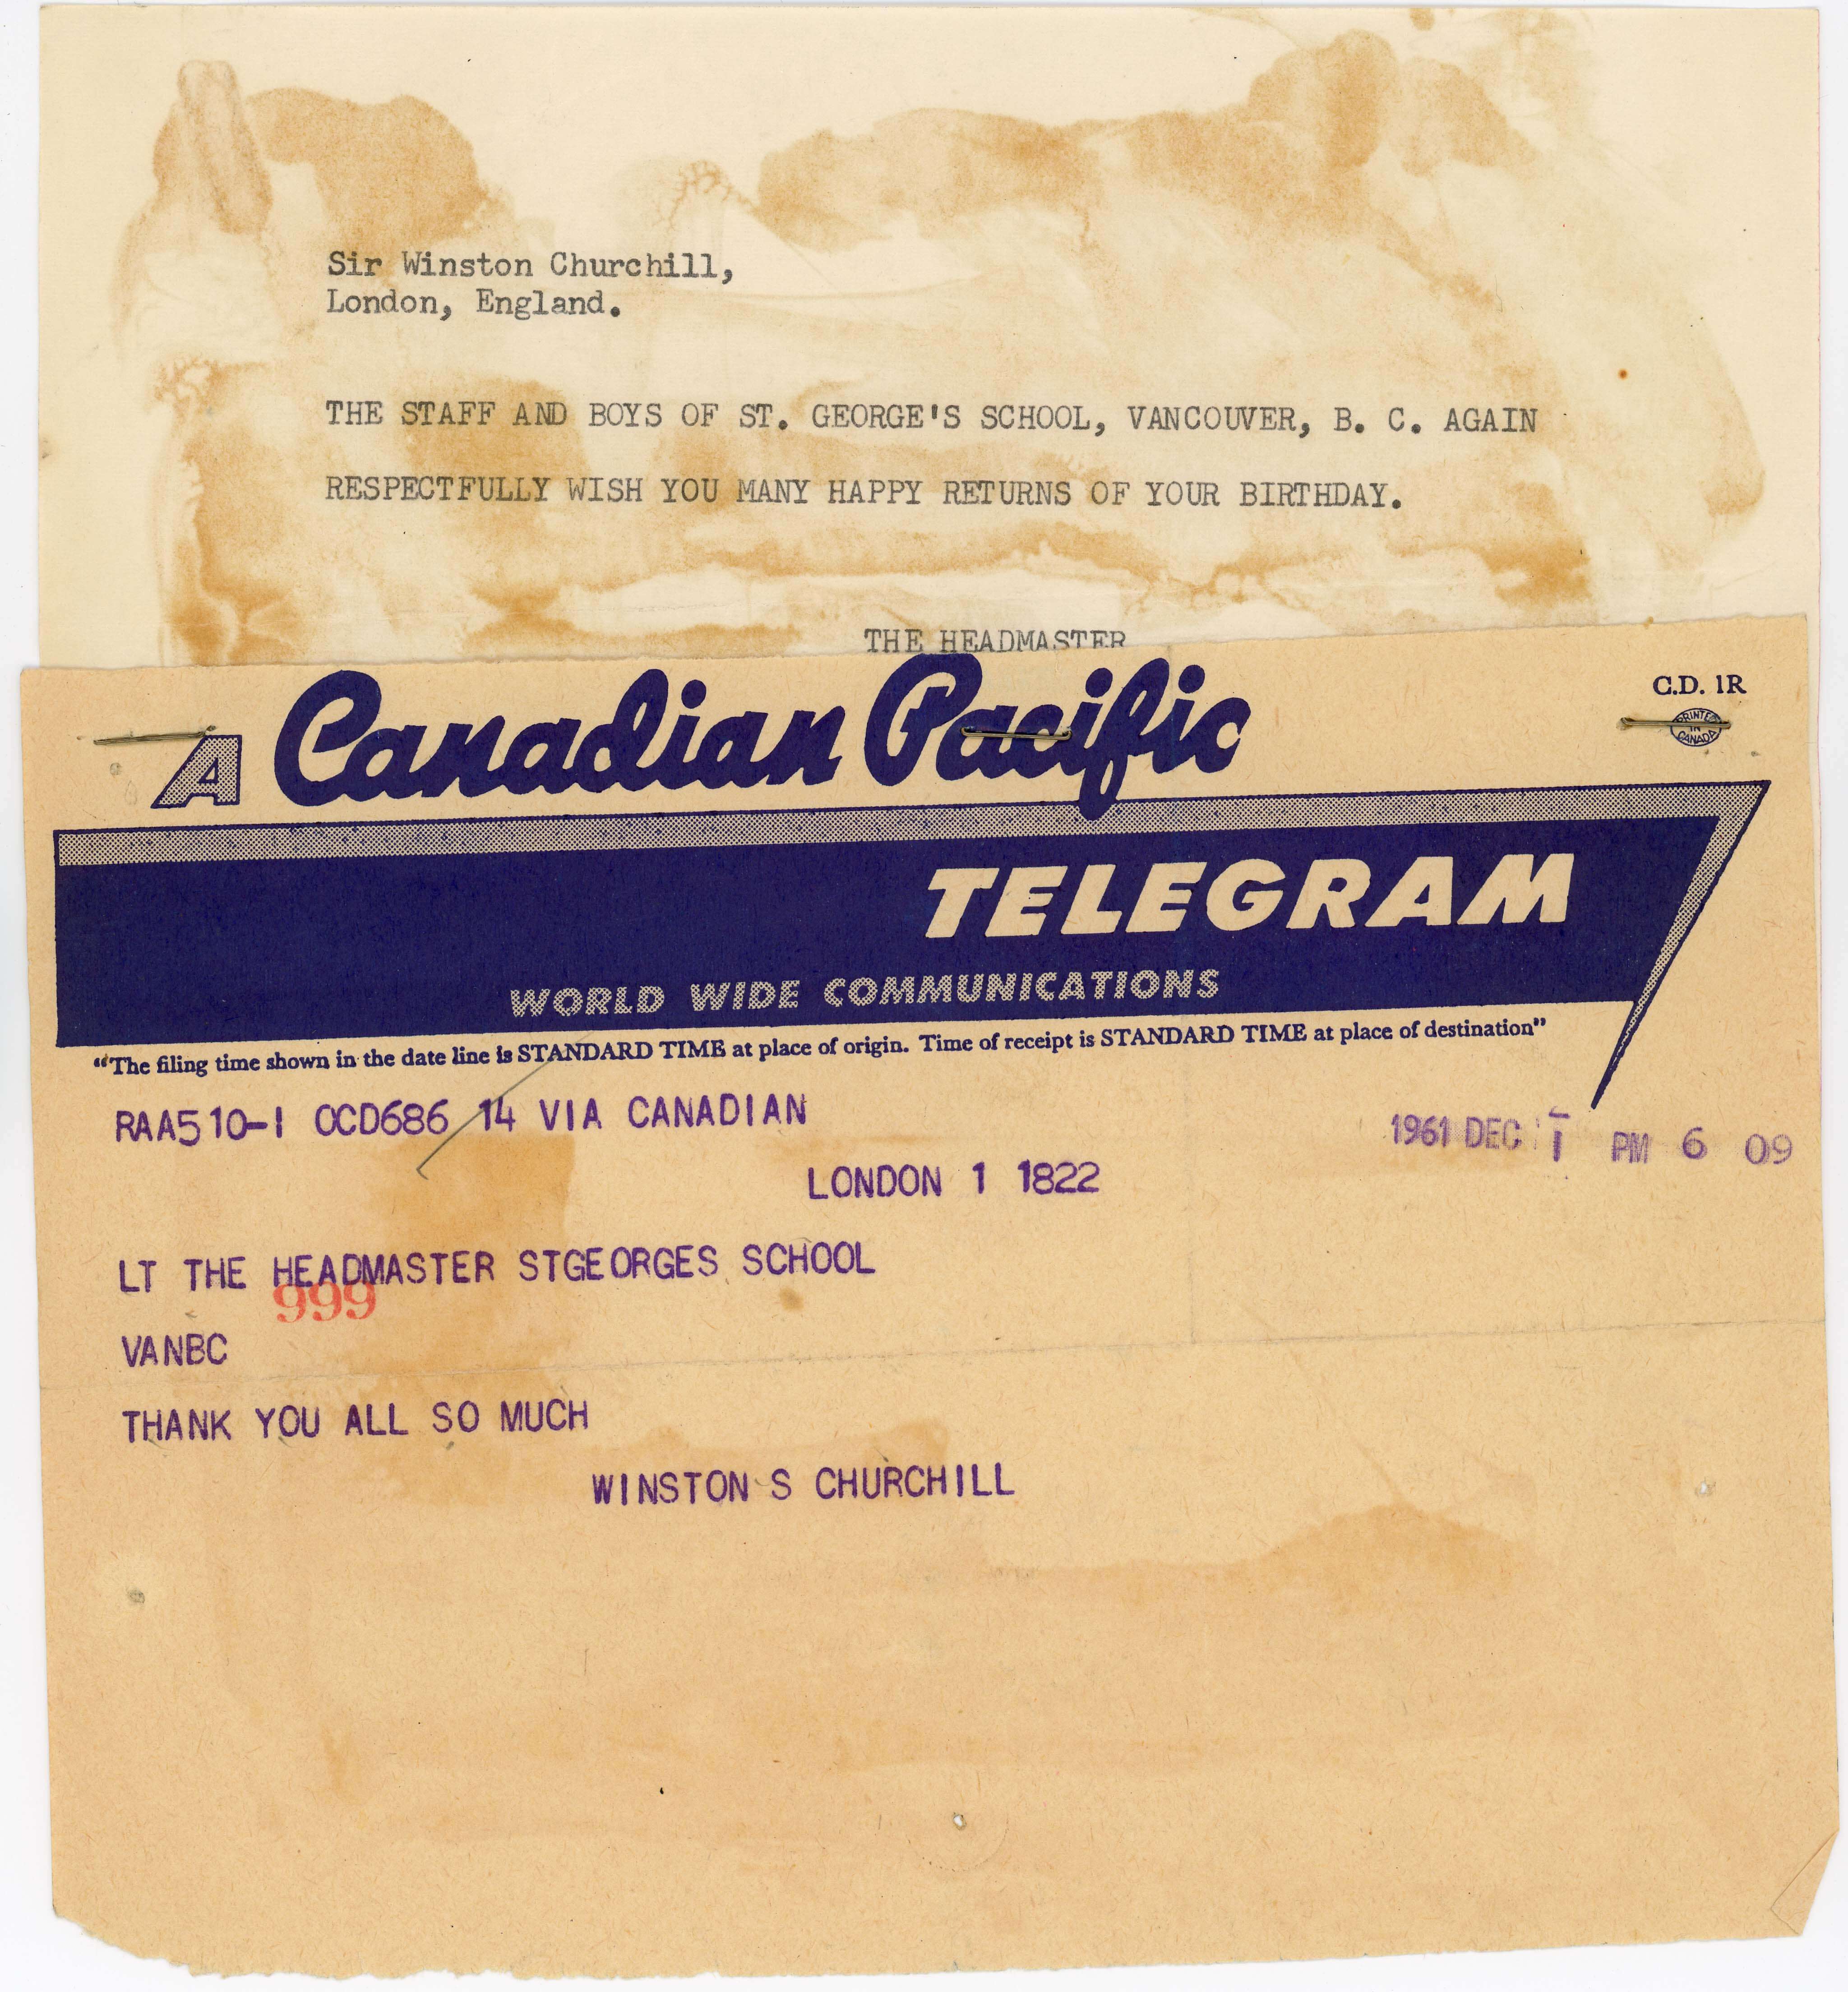 Sir Winston Churchill,
London, England.
THE STAFF AND BOYS OF ST. GEORGE'S SCHOOL, VANCOUVER, B. C. AGAIN
RESPECTFULLY WISH YOU MANY HAPPY RETURNS OF YOUR BIRTHDAY.
THE HEADMASTER
C.D. 1R
PRINTED IN CANADA
A Canadian Pacific
TELEGRAM
WORLD WIDE COMMUNICATIONS
“The filing time shown in the date line is STANDARD TIME at place of origin. Time of receipt is STANDARD TIME at place of destination”
RAA510-1 OCD686 14 VIA CANADIAN
1961 DEC 1 PM 6 09
LONDON 1 1822
LT THE HEADMASTER STGEORGES SCHOOL
999
VANBC
THANK YOU ALL SO MUCH
WINSTON S CHURCHILL